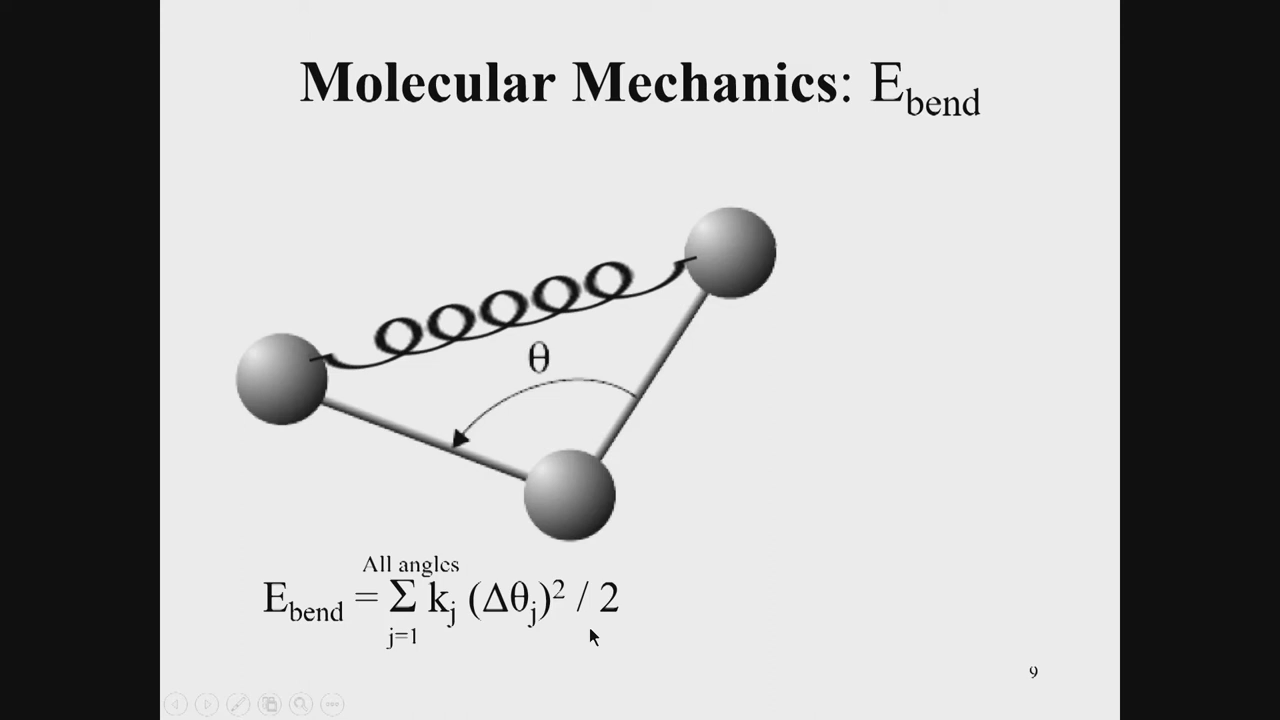 Molecular Mechanics: E_bend
θ
All angles
E_bend = Σ k_j (Δθ_j)² / 2
j=1
9